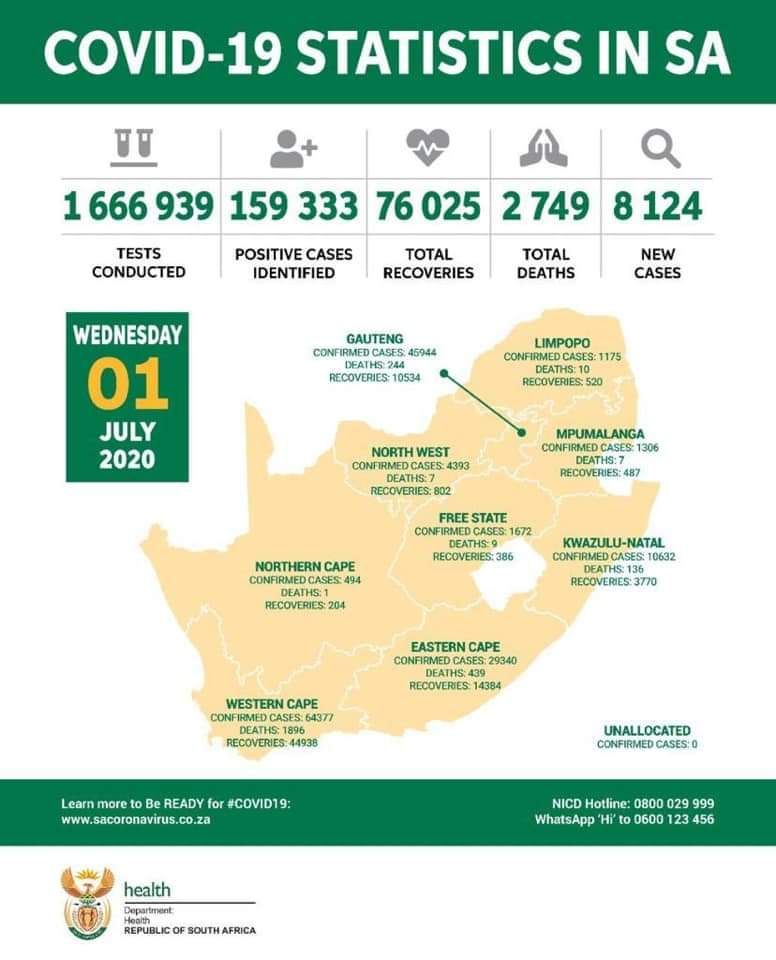 COVID-19 STATISTICS IN SA
1 666 939
TESTS
CONDUCTED
159 333
POSITIVE CASES
IDENTIFIED
76 025
TOTAL
RECOVERIES
2 749
TOTAL
DEATHS
8 124
NEW
CASES
WEDNESDAY
01
JULY
2020
GAUTENG
CONFIRMED CASES: 45944
DEATHS: 244
RECOVERIES: 10534
LIMPOPO
CONFIRMED CASES: 1175
DEATHS: 10
RECOVERIES: 520
MPUMALANGA
CONFIRMED CASES: 1306
DEATHS: 7
RECOVERIES: 487
NORTH WEST
CONFIRMED CASES: 4393
DEATHS: 7
RECOVERIES: 802
FREE STATE
CONFIRMED CASES: 1672
DEATHS: 9
RECOVERIES: 386
KWAZULU-NATAL
CONFIRMED CASES: 10632
DEATHS: 136
RECOVERIES: 3770
NORTHERN CAPE
CONFIRMED CASES: 494
DEATHS: 1
RECOVERIES: 204
EASTERN CAPE
CONFIRMED CASES: 29340
DEATHS: 439
RECOVERIES: 14384
WESTERN CAPE
CONFIRMED CASES: 64377
DEATHS: 1896
RECOVERIES: 44938
UNALLOCATED
CONFIRMED CASES: 0
Learn more to Be READY for #COVID19:
www.sacoronavirus.co.za
NICD Hotline: 0800 029 999
WhatsApp 'Hi' to 0600 123 456
health
Department:
Health
REPUBLIC OF SOUTH AFRICA